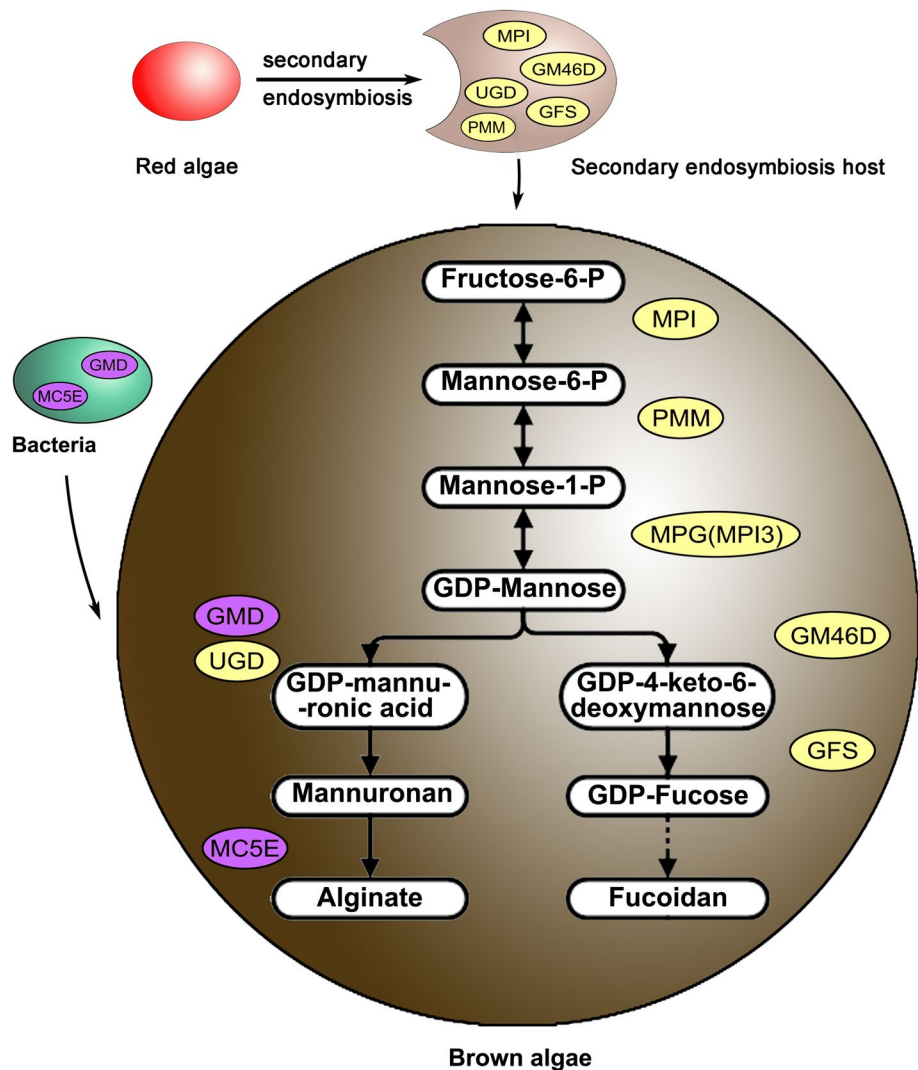 MPI
secondary
GM46D
UGD
endosymbiosis
GFS
PMM
Red algae
Secondary endosymbiosis host
Fructose-6-P
MPI
GMD
Mannose-6-P
MC5E
PMM
Bacteria
Mannose-1-P
MPG(MPI3)
GDP-Mannose
GMD
GM46D
UGD
GDP-mannu-
-ronic acid
GDP-4-keto-6-
deoxymannose
GFS
Mannuronan
GDP-Fucose
MC5E
Alginate
Fucoidan
Brown algae